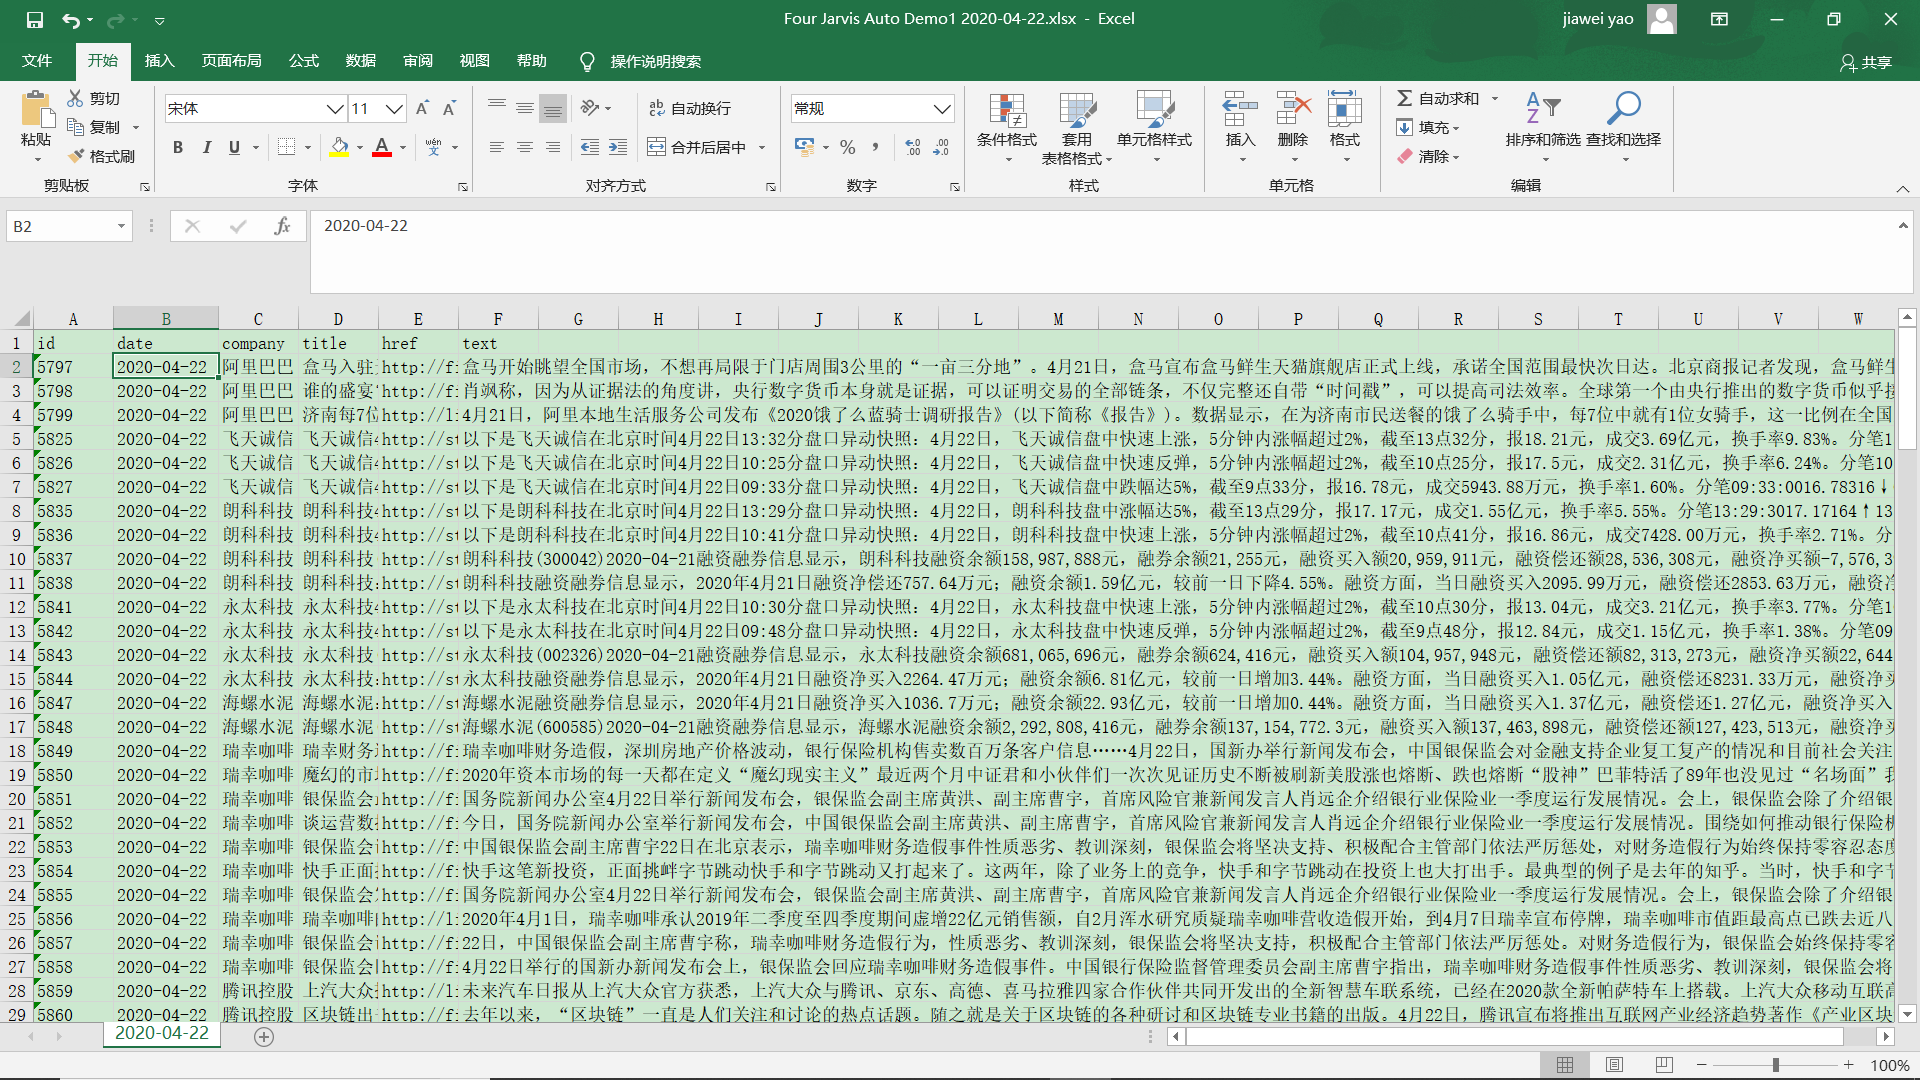 Four Jarvis Auto Demo1 2020-04-22.xlsx - Excel
jiawei yao
文件 开始 插入 页面布局 公式 数据 审阅 视图 帮助 操作说明搜索 共享
粘贴 剪切 复制 格式刷 剪贴板
宋体 11 B I U wén 文 字体
ab 自动换行 合并后居中 对齐方式
常规 % 数字
条件格式 套用表格格式 单元格样式 样式
插入 删除 格式 单元格
自动求和 填充 清除 排序和筛选 查找和选择 编辑
B2 fx 2020-04-22
A B C D E F G H I J K L M N O P Q R S T U V W
1 id date company title href text
2 5797 2020-04-22 阿里巴巴 盒马入驻 http://f 盒马开始眺望全国市场，不想再局限于门店周围3公里的“一亩三分地”。4月21日，盒马宣布盒马鲜生天猫旗舰店正式上线，承诺全国范围最快次日达。北京商报记者发现，盒马鲜生
3 5798 2020-04-22 阿里巴巴 谁的盛宴 http://f 肖飒称，因为从证据法的角度讲，央行数字货币本身就是证据，可以证明交易的全部链条，不仅完整还自带“时间戳”，可以提高司法效率。全球第一个由央行推出的数字货币似乎接
4 5799 2020-04-22 阿里巴巴 济南每7位 http://l 4月21日，阿里本地生活服务公司发布《2020饿了么蓝骑士调研报告》(以下简称《报告》)。数据显示，在为济南市民送餐的饿了么骑手中，每7位中就有1位女骑手，这一比例在全国
5 5825 2020-04-22 飞天诚信 飞天诚信 http://s 以下是飞天诚信在北京时间4月22日13:32分盘口异动快照：4月22日，飞天诚信盘中快速上涨，5分钟内涨幅超过2%，截至13点32分，报18.21元，成交3.69亿元，换手率9.83%。分笔1
6 5826 2020-04-22 飞天诚信 飞天诚信 http://s 以下是飞天诚信在北京时间4月22日10:25分盘口异动快照：4月22日，飞天诚信盘中快速反弹，5分钟内涨幅超过2%，截至10点25分，报17.5元，成交2.31亿元，换手率6.24%。分笔10
7 5827 2020-04-22 飞天诚信 飞天诚信 http://s 以下是飞天诚信在北京时间4月22日09:33分盘口异动快照：4月22日，飞天诚信盘中跌幅达5%，截至9点33分，报16.78元，成交5943.88万元，换手率1.60%。分笔09:33:0016.78316↓
8 5835 2020-04-22 朗科科技 朗科科技 http://s 以下是朗科科技在北京时间4月22日13:29分盘口异动快照：4月22日，朗科科技盘中涨幅达5%，截至13点29分，报17.17元，成交1.55亿元，换手率5.55%。分笔13:29:3017.17164↑13
9 5836 2020-04-22 朗科科技 朗科科技 http://s 以下是朗科科技在北京时间4月22日10:41分盘口异动快照：4月22日，朗科科技盘中快速上涨，5分钟内涨幅超过2%，截至10点41分，报16.86元，成交7428.00万元，换手率2.71%。分
10 5837 2020-04-22 朗科科技 朗科科技 http://s 朗科科技(300042)2020-04-21融资融券信息显示，朗科科技融资余额158,987,888元，融券余额21,255元，融资买入额20,959,911元，融资偿还额28,536,308元，融资净买额-7,576,3
11 5838 2020-04-22 朗科科技 朗科科技 http://s 朗科科技融资融券信息显示，2020年4月21日融资净偿还757.64万元；融资余额1.59亿元，较前一日下降4.55%。融资方面，当日融资买入2095.99万元，融资偿还2853.63万元，融资净
12 5841 2020-04-22 永太科技 永太科技 http://s 以下是永太科技在北京时间4月22日10:30分盘口异动快照：4月22日，永太科技盘中快速上涨，5分钟内涨幅超过2%，截至10点30分，报13.04元，成交3.21亿元，换手率3.77%。分笔1
13 5842 2020-04-22 永太科技 永太科技 http://s 以下是永太科技在北京时间4月22日09:48分盘口异动快照：4月22日，永太科技盘中快速反弹，5分钟内涨幅超过2%，截至9点48分，报12.84元，成交1.15亿元，换手率1.38%。分笔09
14 5843 2020-04-22 永太科技 永太科技 http://s 永太科技(002326)2020-04-21融资融券信息显示，永太科技融资余额681,065,696元，融券余额624,416元，融资买入额104,957,948元，融资偿还额82,313,273元，融资净买额22,644
15 5844 2020-04-22 永太科技 永太科技 http://s 永太科技融资融券信息显示，2020年4月21日融资净买入2264.47万元；融资余额6.81亿元，较前一日增加3.44%。融资方面，当日融资买入1.05亿元，融资偿还8231.33万元，融资净买
16 5847 2020-04-22 海螺水泥 海螺水泥 http://s 海螺水泥融资融券信息显示，2020年4月21日融资净买入1036.7万元；融资余额22.93亿元，较前一日增加0.44%。融资方面，当日融资买入1.37亿元，融资偿还1.27亿元，融资净买入
17 5848 2020-04-22 海螺水泥 海螺水泥 http://s 海螺水泥(600585)2020-04-21融资融券信息显示，海螺水泥融资余额2,292,808,416元，融券余额137,154,772.3元，融资买入额137,463,898元，融资偿还额127,423,513元，融资净买
18 5849 2020-04-22 瑞幸咖啡 瑞幸财务 http://f 瑞幸咖啡财务造假，深圳房地产价格波动，银行保险机构售卖数百万条客户信息……4月22日，国新办举行新闻发布会，中国银保监会对金融支持企业复工复产的情况和目前社会关注
19 5850 2020-04-22 瑞幸咖啡 魔幻的市 http://f 2020年资本市场的每一天都在定义“魔幻现实主义”最近两个月中证君和小伙伴们一次次见证历史不断被刷新美股涨也熔断、跌也熔断“股神”巴菲特活了89年也没见过“名场面”我
20 5851 2020-04-22 瑞幸咖啡 银保监会 http://f 国务院新闻办公室4月22日举行新闻发布会，银保监会副主席黄洪、副主席曹宇，首席风险官兼新闻发言人肖远企介绍银行业保险业一季度运行发展情况。会上，银保监会除了介绍银
21 5852 2020-04-22 瑞幸咖啡 谈运营数 http://f 今日，国务院新闻办公室举行新闻发布会，中国银保监会副主席黄洪、副主席曹宇，首席风险官兼新闻发言人肖远企介绍银行业保险业一季度运行发展情况。围绕如何推动银行保险机
22 5853 2020-04-22 瑞幸咖啡 银保监会 http://f 中国银保监会副主席曹宇22日在北京表示，瑞幸咖啡财务造假事件性质恶劣、教训深刻，银保监会将坚决支持、积极配合主管部门依法严厉惩处，对财务造假行为始终保持零容忍态度
23 5854 2020-04-22 瑞幸咖啡 快手正面 http://f 快手这笔新投资，正面挑衅字节跳动快手和字节跳动又打起来了。这两年，除了业务上的竞争，快手和字节跳动在投资上也大打出手。最典型的例子是去年的知乎。当时，快手和字节
24 5855 2020-04-22 瑞幸咖啡 银保监会 http://f 国务院新闻办公室4月22日举行新闻发布会，银保监会副主席黄洪、副主席曹宇，首席风险官兼新闻发言人肖远企介绍银行业保险业一季度运行发展情况。会上，银保监会除了介绍银
25 5856 2020-04-22 瑞幸咖啡 瑞幸咖啡 http://l 2020年4月1日，瑞幸咖啡承认2019年二季度至四季度期间虚增22亿元销售额，自2月浑水研究质疑瑞幸咖啡营收造假开始，到4月7日瑞幸宣布停牌，瑞幸咖啡市值距最高点已跌去近八
26 5857 2020-04-22 瑞幸咖啡 银保监会 http://f 22日，中国银保监会副主席曹宇称，瑞幸咖啡财务造假行为，性质恶劣、教训深刻，银保监会将坚决支持，积极配合主管部门依法严厉惩处。对财务造假行为，银保监会始终保持零容
27 5858 2020-04-22 瑞幸咖啡 银保监会 http://f 4月22日举行的国新办新闻发布会上，银保监会回应瑞幸咖啡财务造假事件。中国银行保险监督管理委员会副主席曹宇指出，瑞幸咖啡财务造假事件性质恶劣、教训深刻，银保监会将
28 5859 2020-04-22 腾讯控股 上汽大众 http://l 未来汽车日报从上汽大众官方获悉，上汽大众与腾讯、京东、高德、喜马拉雅四家合作伙伴共同开发出的全新智慧车联系统，已经在2020款全新帕萨特车上搭载。上汽大众移动互联高
29 5860 2020-04-22 腾讯控股 区块链出 http://f 去年以来，“区块链”一直是人们关注和讨论的热点话题。随之就是关于区块链的各种研讨和区块链专业书籍的出版。4月22日，腾讯宣布将推出互联网产业经济趋势著作《产业区块
2020-04-22
100%